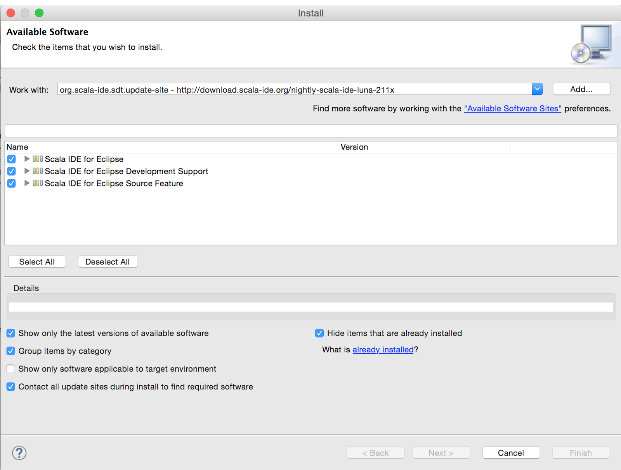 Install
Available Software
Check the items that you wish to install.
Work with: org.scala-ide.sdt.update-site - http://download.scala-ide.org/nightly-scala-ide-luna-211x Add...
Find more software by working with the "Available Software Sites" preferences.
Name Version
Scala IDE for Eclipse
Scala IDE for Eclipse Development Support
Scala IDE for Eclipse Source Feature
Select All Deselect All
Details
Show only the latest versions of available software Hide items that are already installed
Group items by category What is already installed?
Show only software applicable to target environment
Contact all update sites during install to find required software
? < Back Next > Cancel Finish